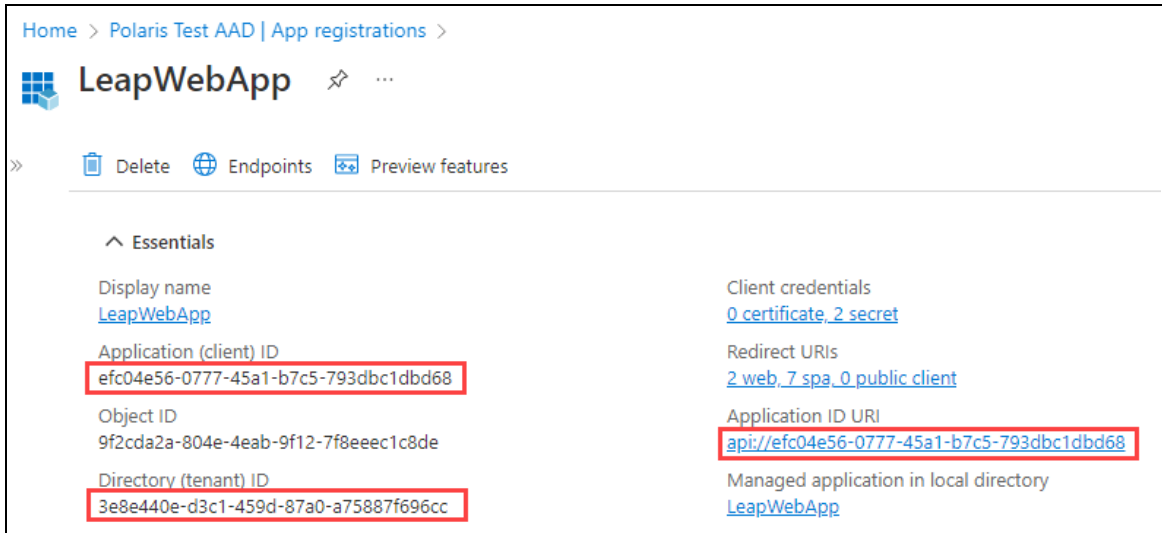 Home > Polaris Test AAD | App registrations >
LeapWebApp ...
» Delete Endpoints Preview features
Essentials
Display name
LeapWebApp
Application (client) ID
efc04e56-0777-45a1-b7c5-793dbc1dbd68
Object ID
9f2cda2a-804e-4eab-9f12-7f8eeec1c8de
Directory (tenant) ID
3e8e440e-d3c1-459d-87a0-a75887f696cc
Client credentials
0 certificate, 2 secret
Redirect URIs
2 web, 7 spa, 0 public client
Application ID URI
api://efc04e56-0777-45a1-b7c5-793dbc1dbd68
Managed application in local directory
LeapWebApp